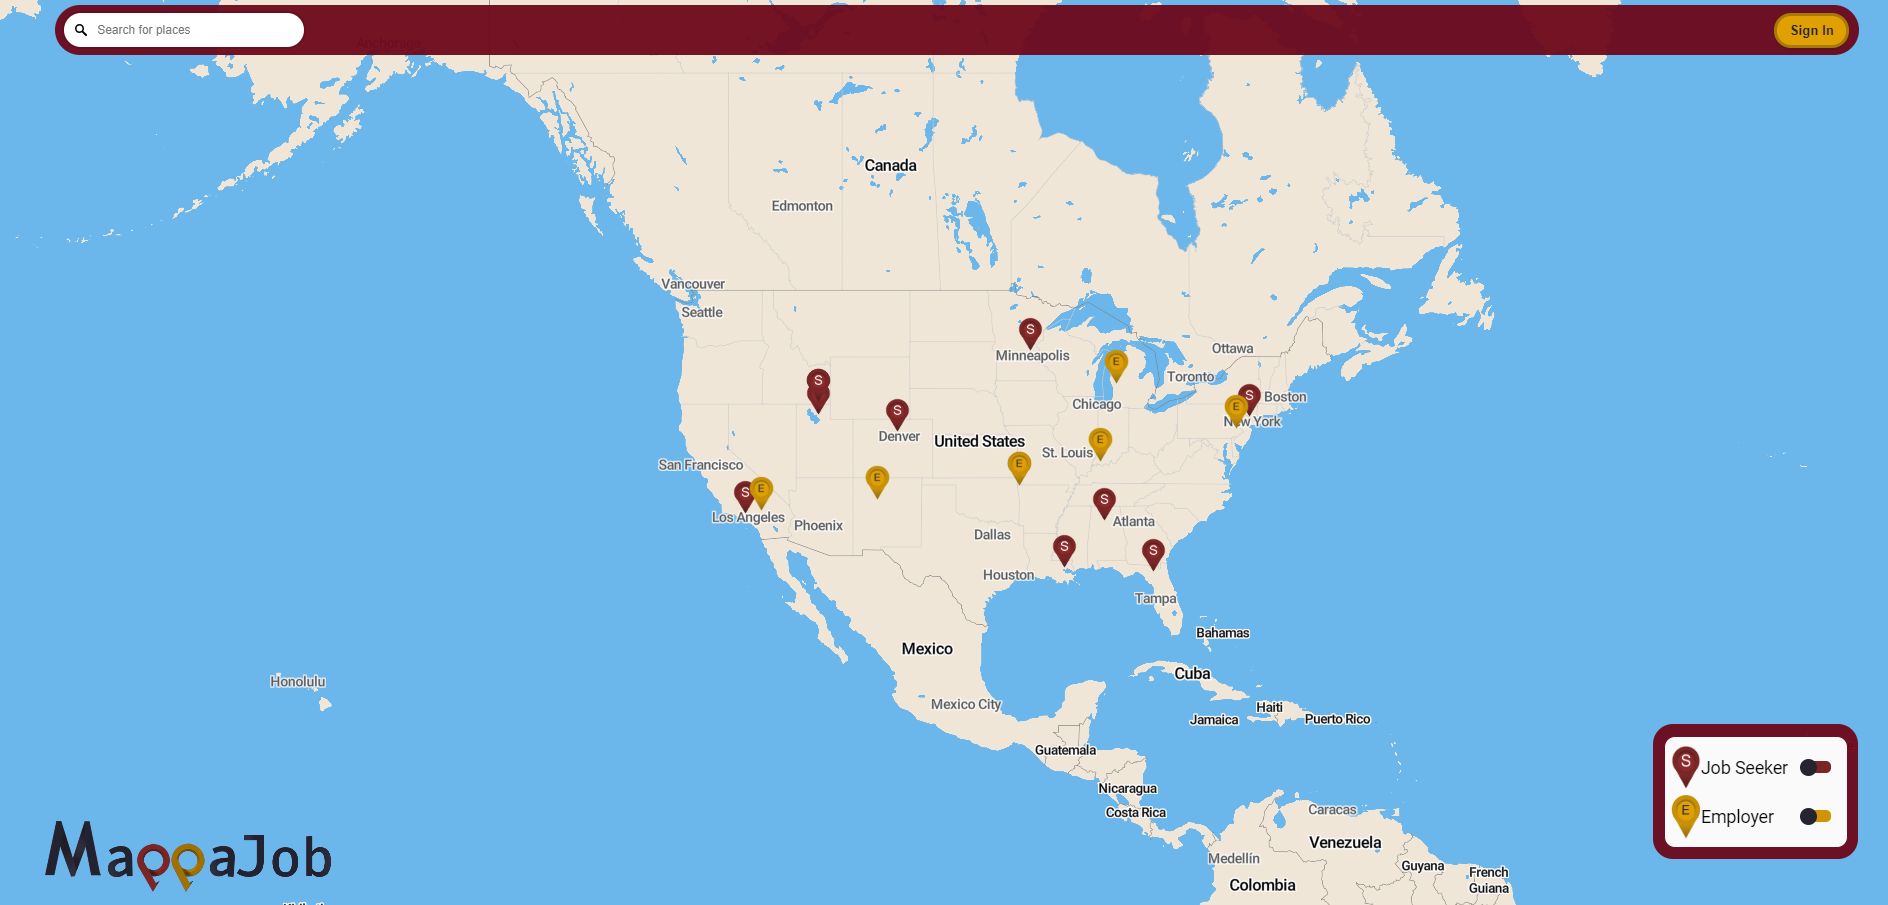 Search for places
Sign In
Anchorage
Canada
Edmonton
Vancouver
Seattle
Ottawa
Minneapolis
Toronto
Boston
Chicago
New York
Denver
United States
St. Louis
San Francisco
Los Angeles
Phoenix
Atlanta
Dallas
Houston
Tampa
Bahamas
Mexico
Cuba
Honolulu
Mexico City
Haiti
Jamaica
Puerto Rico
Guatemala
Nicaragua
Costa Rica
Caracas
Venezuela
Medellín
Guyana
French
Guiana
Colombia
S
S
E
S
S
S
E
E
E
E
S
E
S
S
S
S Job Seeker
E Employer
MappaJob